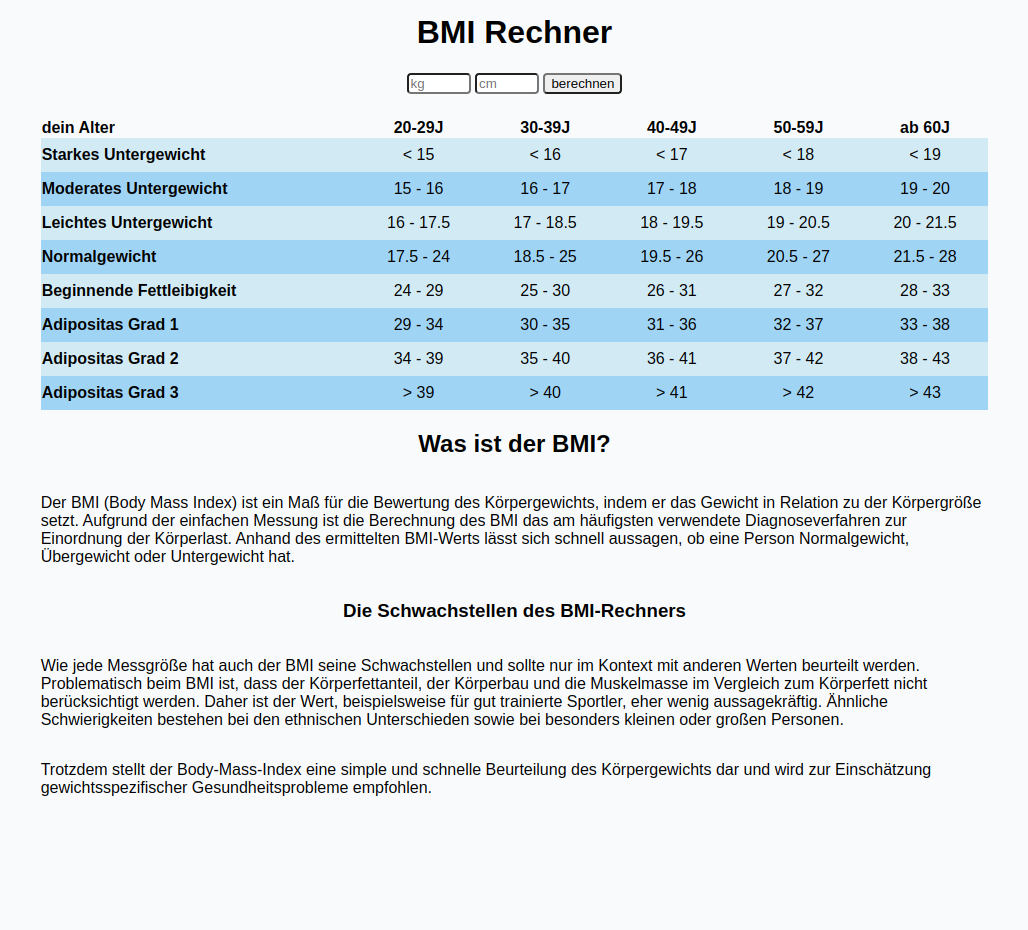 BMI Rechner
kg cm berechnen
dein Alter 20-29J 30-39J 40-49J 50-59J ab 60J
Starkes Untergewicht < 15 < 16 < 17 < 18 < 19
Moderates Untergewicht 15 - 16 16 - 17 17 - 18 18 - 19 19 - 20
Leichtes Untergewicht 16 - 17.5 17 - 18.5 18 - 19.5 19 - 20.5 20 - 21.5
Normalgewicht 17.5 - 24 18.5 - 25 19.5 - 26 20.5 - 27 21.5 - 28
Beginnende Fettleibigkeit 24 - 29 25 - 30 26 - 31 27 - 32 28 - 33
Adipositas Grad 1 29 - 34 30 - 35 31 - 36 32 - 37 33 - 38
Adipositas Grad 2 34 - 39 35 - 40 36 - 41 37 - 42 38 - 43
Adipositas Grad 3 > 39 > 40 > 41 > 42 > 43
Was ist der BMI?
Der BMI (Body Mass Index) ist ein Maß für die Bewertung des Körpergewichts, indem er das Gewicht in Relation zu der Körpergröße
setzt. Aufgrund der einfachen Messung ist die Berechnung des BMI das am häufigsten verwendete Diagnoseverfahren zur
Einordnung der Körperlast. Anhand des ermittelten BMI-Werts lässt sich schnell aussagen, ob eine Person Normalgewicht,
Übergewicht oder Untergewicht hat.
Die Schwachstellen des BMI-Rechners
Wie jede Messgröße hat auch der BMI seine Schwachstellen und sollte nur im Kontext mit anderen Werten beurteilt werden.
Problematisch beim BMI ist, dass der Körperfettanteil, der Körperbau und die Muskelmasse im Vergleich zum Körperfett nicht
berücksichtigt werden. Daher ist der Wert, beispielsweise für gut trainierte Sportler, eher wenig aussagekräftig. Ähnliche
Schwierigkeiten bestehen bei den ethnischen Unterschieden sowie bei besonders kleinen oder großen Personen.
Trotzdem stellt der Body-Mass-Index eine simple und schnelle Beurteilung des Körpergewichts dar und wird zur Einschätzung
gewichtsspezifischer Gesundheitsprobleme empfohlen.